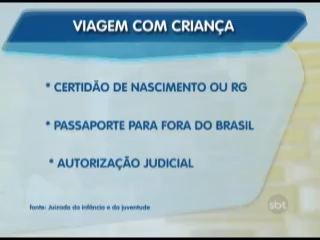 VIAGEM COM CRIANÇA
* CERTIDÃO DE NASCIMENTO OU RG
* PASSAPORTE PARA FORA DO BRASIL
* AUTORIZAÇÃO JUDICIAL
fonte: Juizado da infância e da juventude
sbt